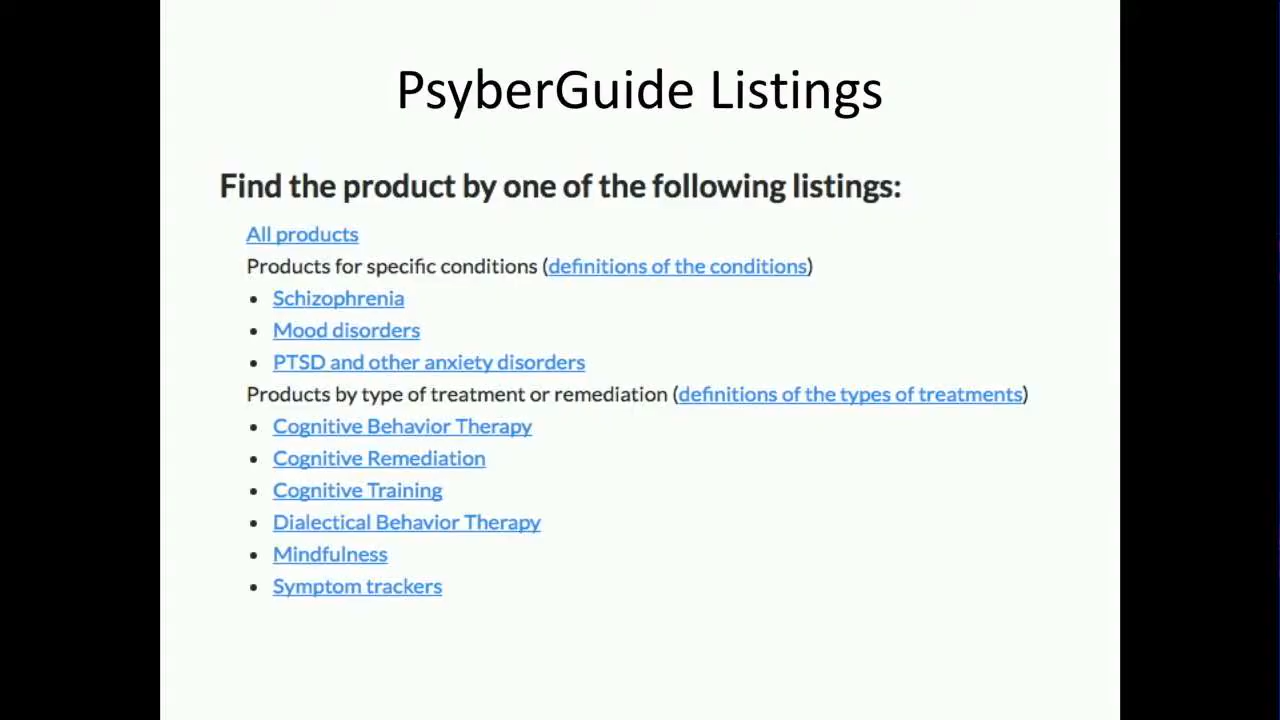 PsyberGuide Listings
Find the product by one of the following listings:
All products
Products for specific conditions (definitions of the conditions)
• Schizophrenia
• Mood disorders
• PTSD and other anxiety disorders
Products by type of treatment or remediation (definitions of the types of treatments)
• Cognitive Behavior Therapy
• Cognitive Remediation
• Cognitive Training
• Dialectical Behavior Therapy
• Mindfulness
• Symptom trackers